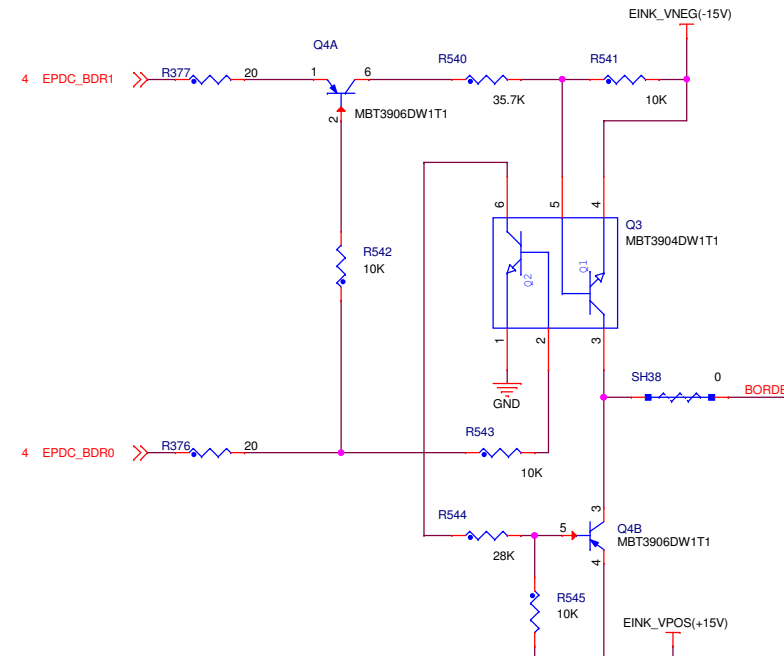 EINK_VNEG(-15V)
Q4A
4 EPDC_BDR1
R377
20
1
6
R540
35.7K
R541
10K
2
MBT3906DW1T1
R542
10K
6
5
4
Q3
MBT3904DW1T1
Q2
Q1
1
2
3
GND
SH38
0
BORDE
4 EPDC_BDR0
R376
20
R543
10K
R544
28K
5
3
Q4B
MBT3906DW1T1
4
R545
10K
EINK_VPOS(+15V)